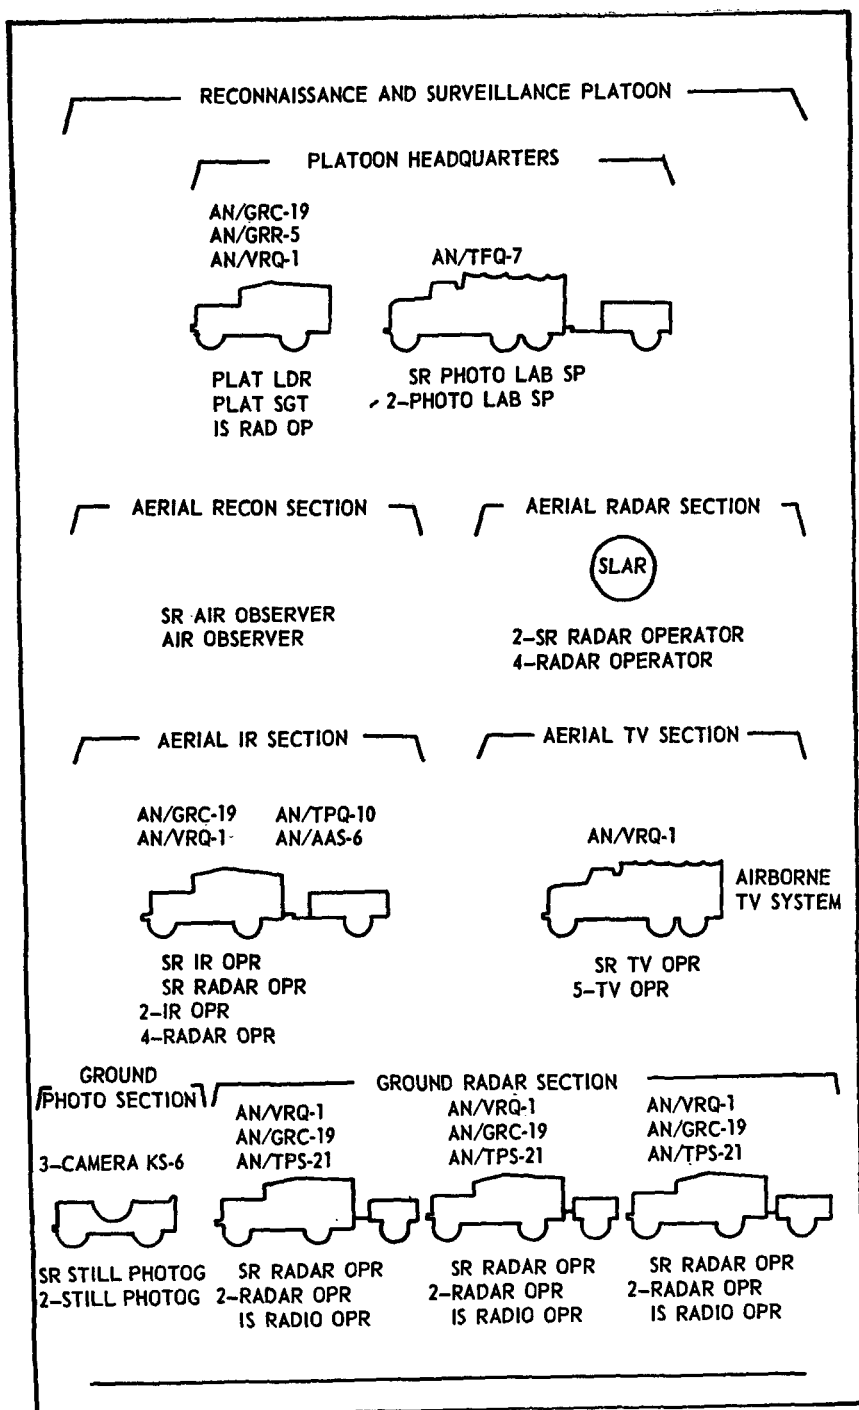 RECONNAISSANCE AND SURVEILLANCE PLATOON
PLATOON HEADQUARTERS
AN/GRC-19
AN/GRR-5
AN/VRQ-1
PLAT LDR
PLAT SGT
IS RAD OP
AN/TFQ-7
SR PHOTO LAB SP
2-PHOTO LAB SP
AERIAL RECON SECTION
SR AIR OBSERVER
AIR OBSERVER
AERIAL RADAR SECTION
SLAR
2-SR RADAR OPERATOR
4-RADAR OPERATOR
AERIAL IR SECTION
AN/GRC-19 AN/TPQ-10
AN/VRQ-1 AN/AAS-6
SR IR OPR
SR RADAR OPR
2-IR OPR
4-RADAR OPR
AERIAL TV SECTION
AN/VRQ-1
AIRBORNE
TV SYSTEM
SR TV OPR
5-TV OPR
GROUND
PHOTO SECTION
3-CAMERA KS-6
SR STILL PHOTOG
2-STILL PHOTOG
GROUND RADAR SECTION
AN/VRQ-1
AN/GRC-19
AN/TPS-21
SR RADAR OPR
2-RADAR OPR
IS RADIO OPR
AN/VRQ-1
AN/GRC-19
AN/TPS-21
SR RADAR OPR
2-RADAR OPR
IS RADIO OPR
AN/VRQ-1
AN/GRC-19
AN/TPS-21
SR RADAR OPR
2-RADAR OPR
IS RADIO OPR